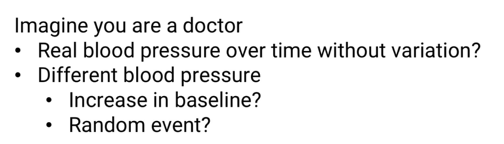 Imagine you are a doctor
• Real blood pressure over time without variation?
• Different blood pressure
• Increase in baseline?
• Random event?